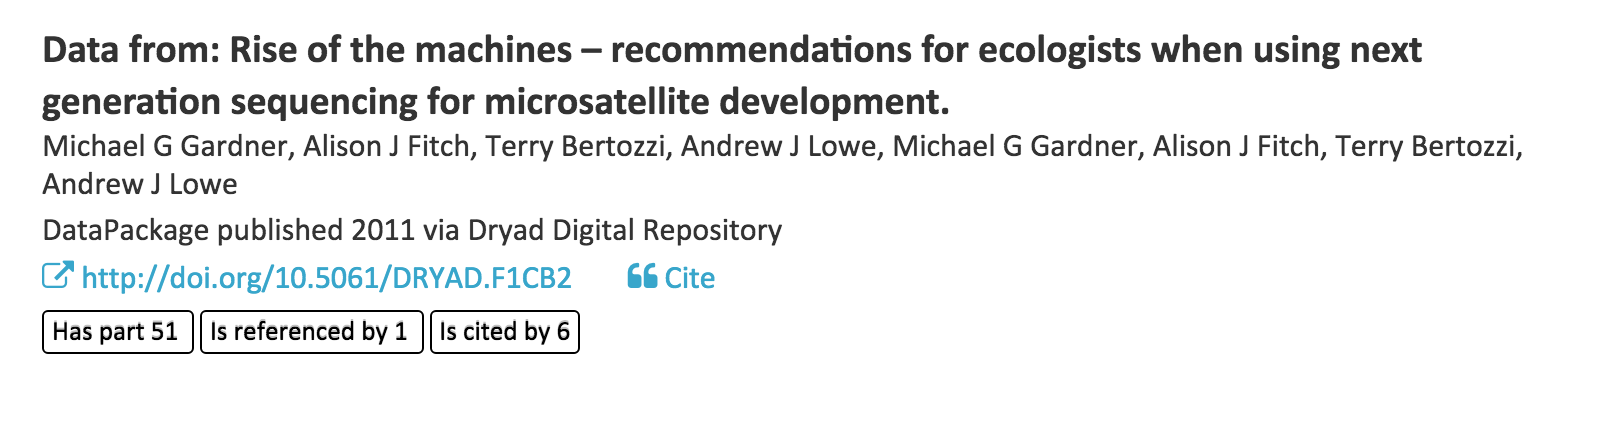 Data from: Rise of the machines – recommendations for ecologists when using next
generation sequencing for microsatellite development.
Michael G Gardner, Alison J Fitch, Terry Bertozzi, Andrew J Lowe, Michael G Gardner, Alison J Fitch, Terry Bertozzi,
Andrew J Lowe
DataPackage published 2011 via Dryad Digital Repository
http://doi.org/10.5061/DRYAD.F1CB2 Cite
Has part 51 Is referenced by 1 Is cited by 6